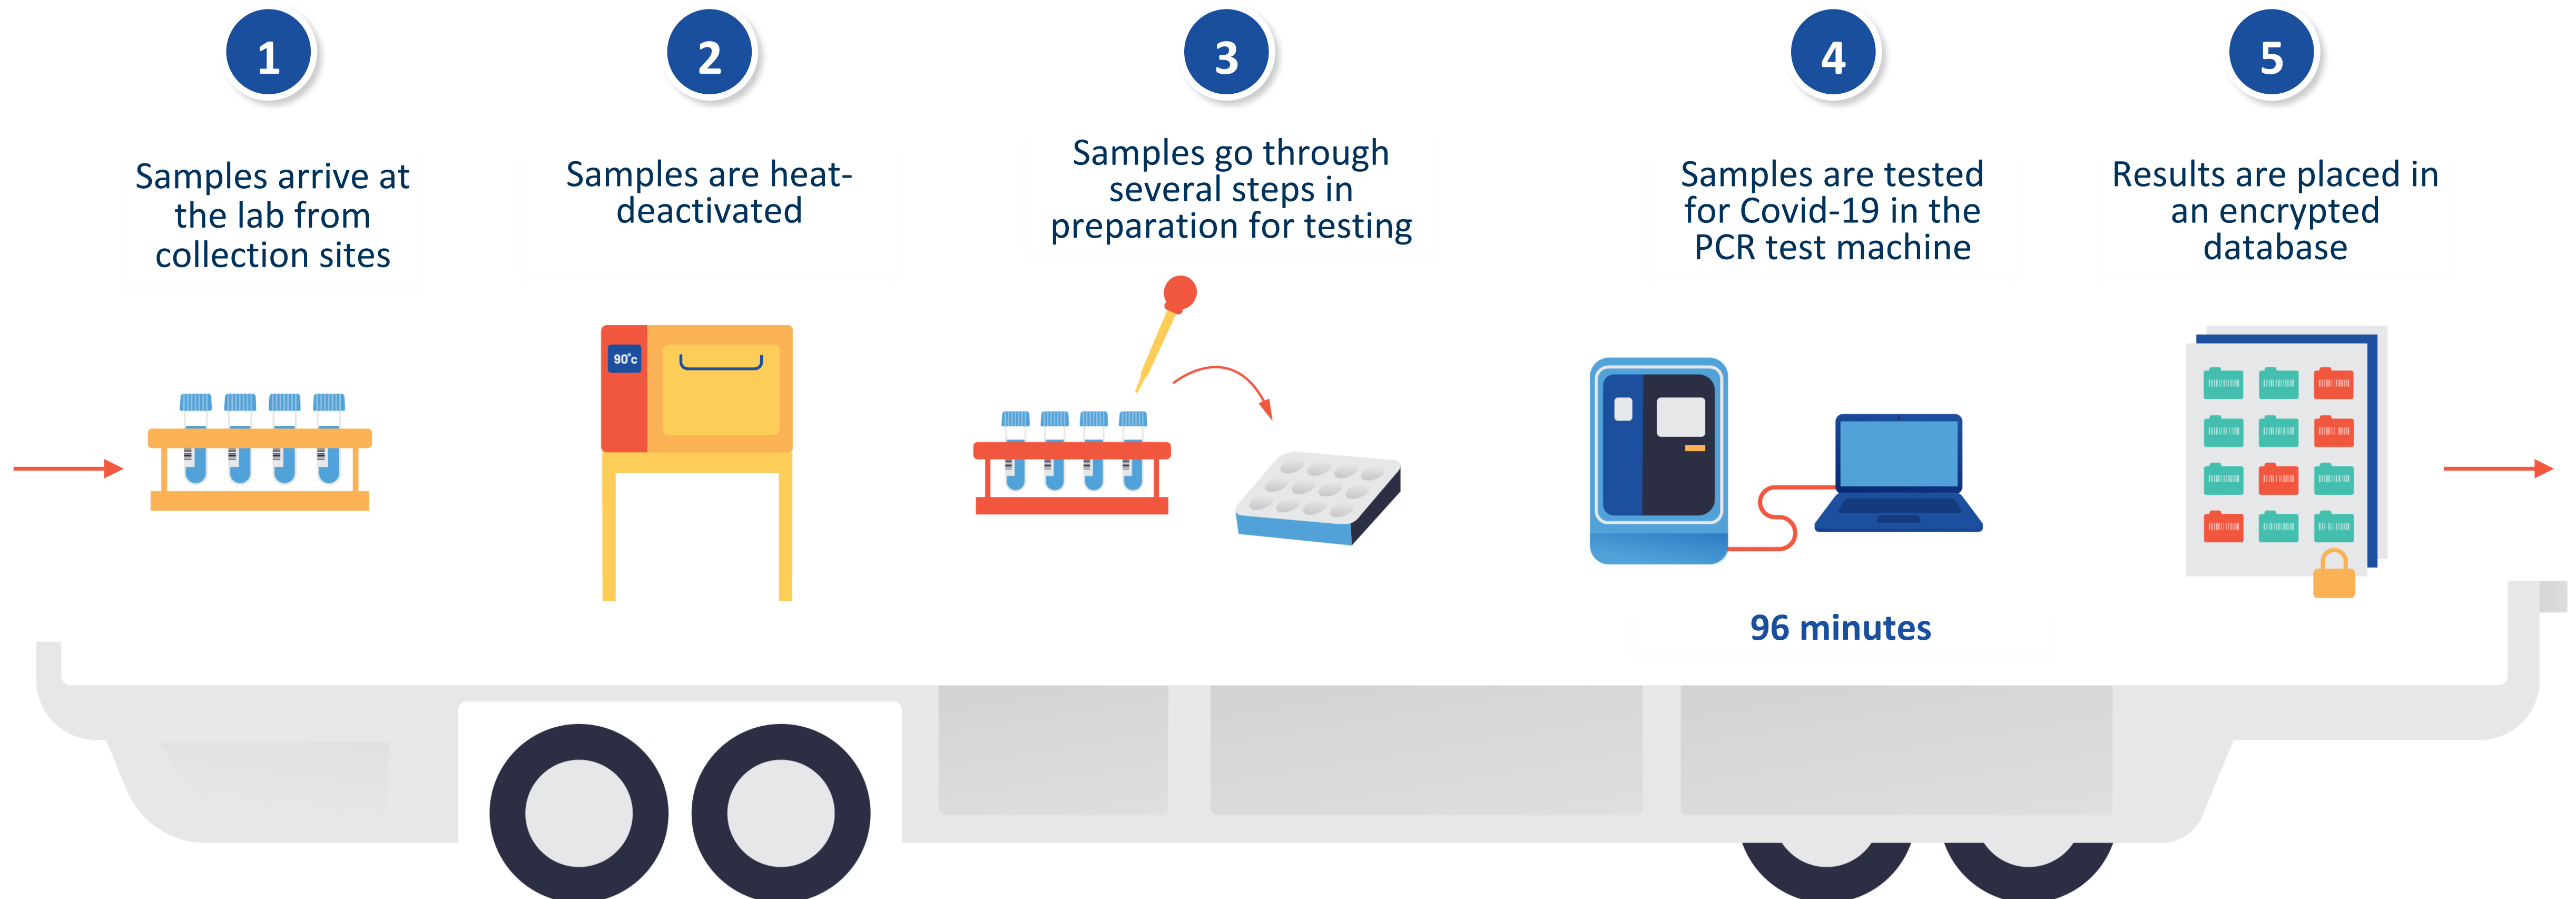 1
Samples arrive at
the lab from
collection sites
2
Samples are heat-
deactivated
90°c
3
Samples go through
several steps in
preparation for testing
4
Samples are tested
for Covid-19 in the
PCR test machine
96 minutes
5
Results are placed in
an encrypted
database